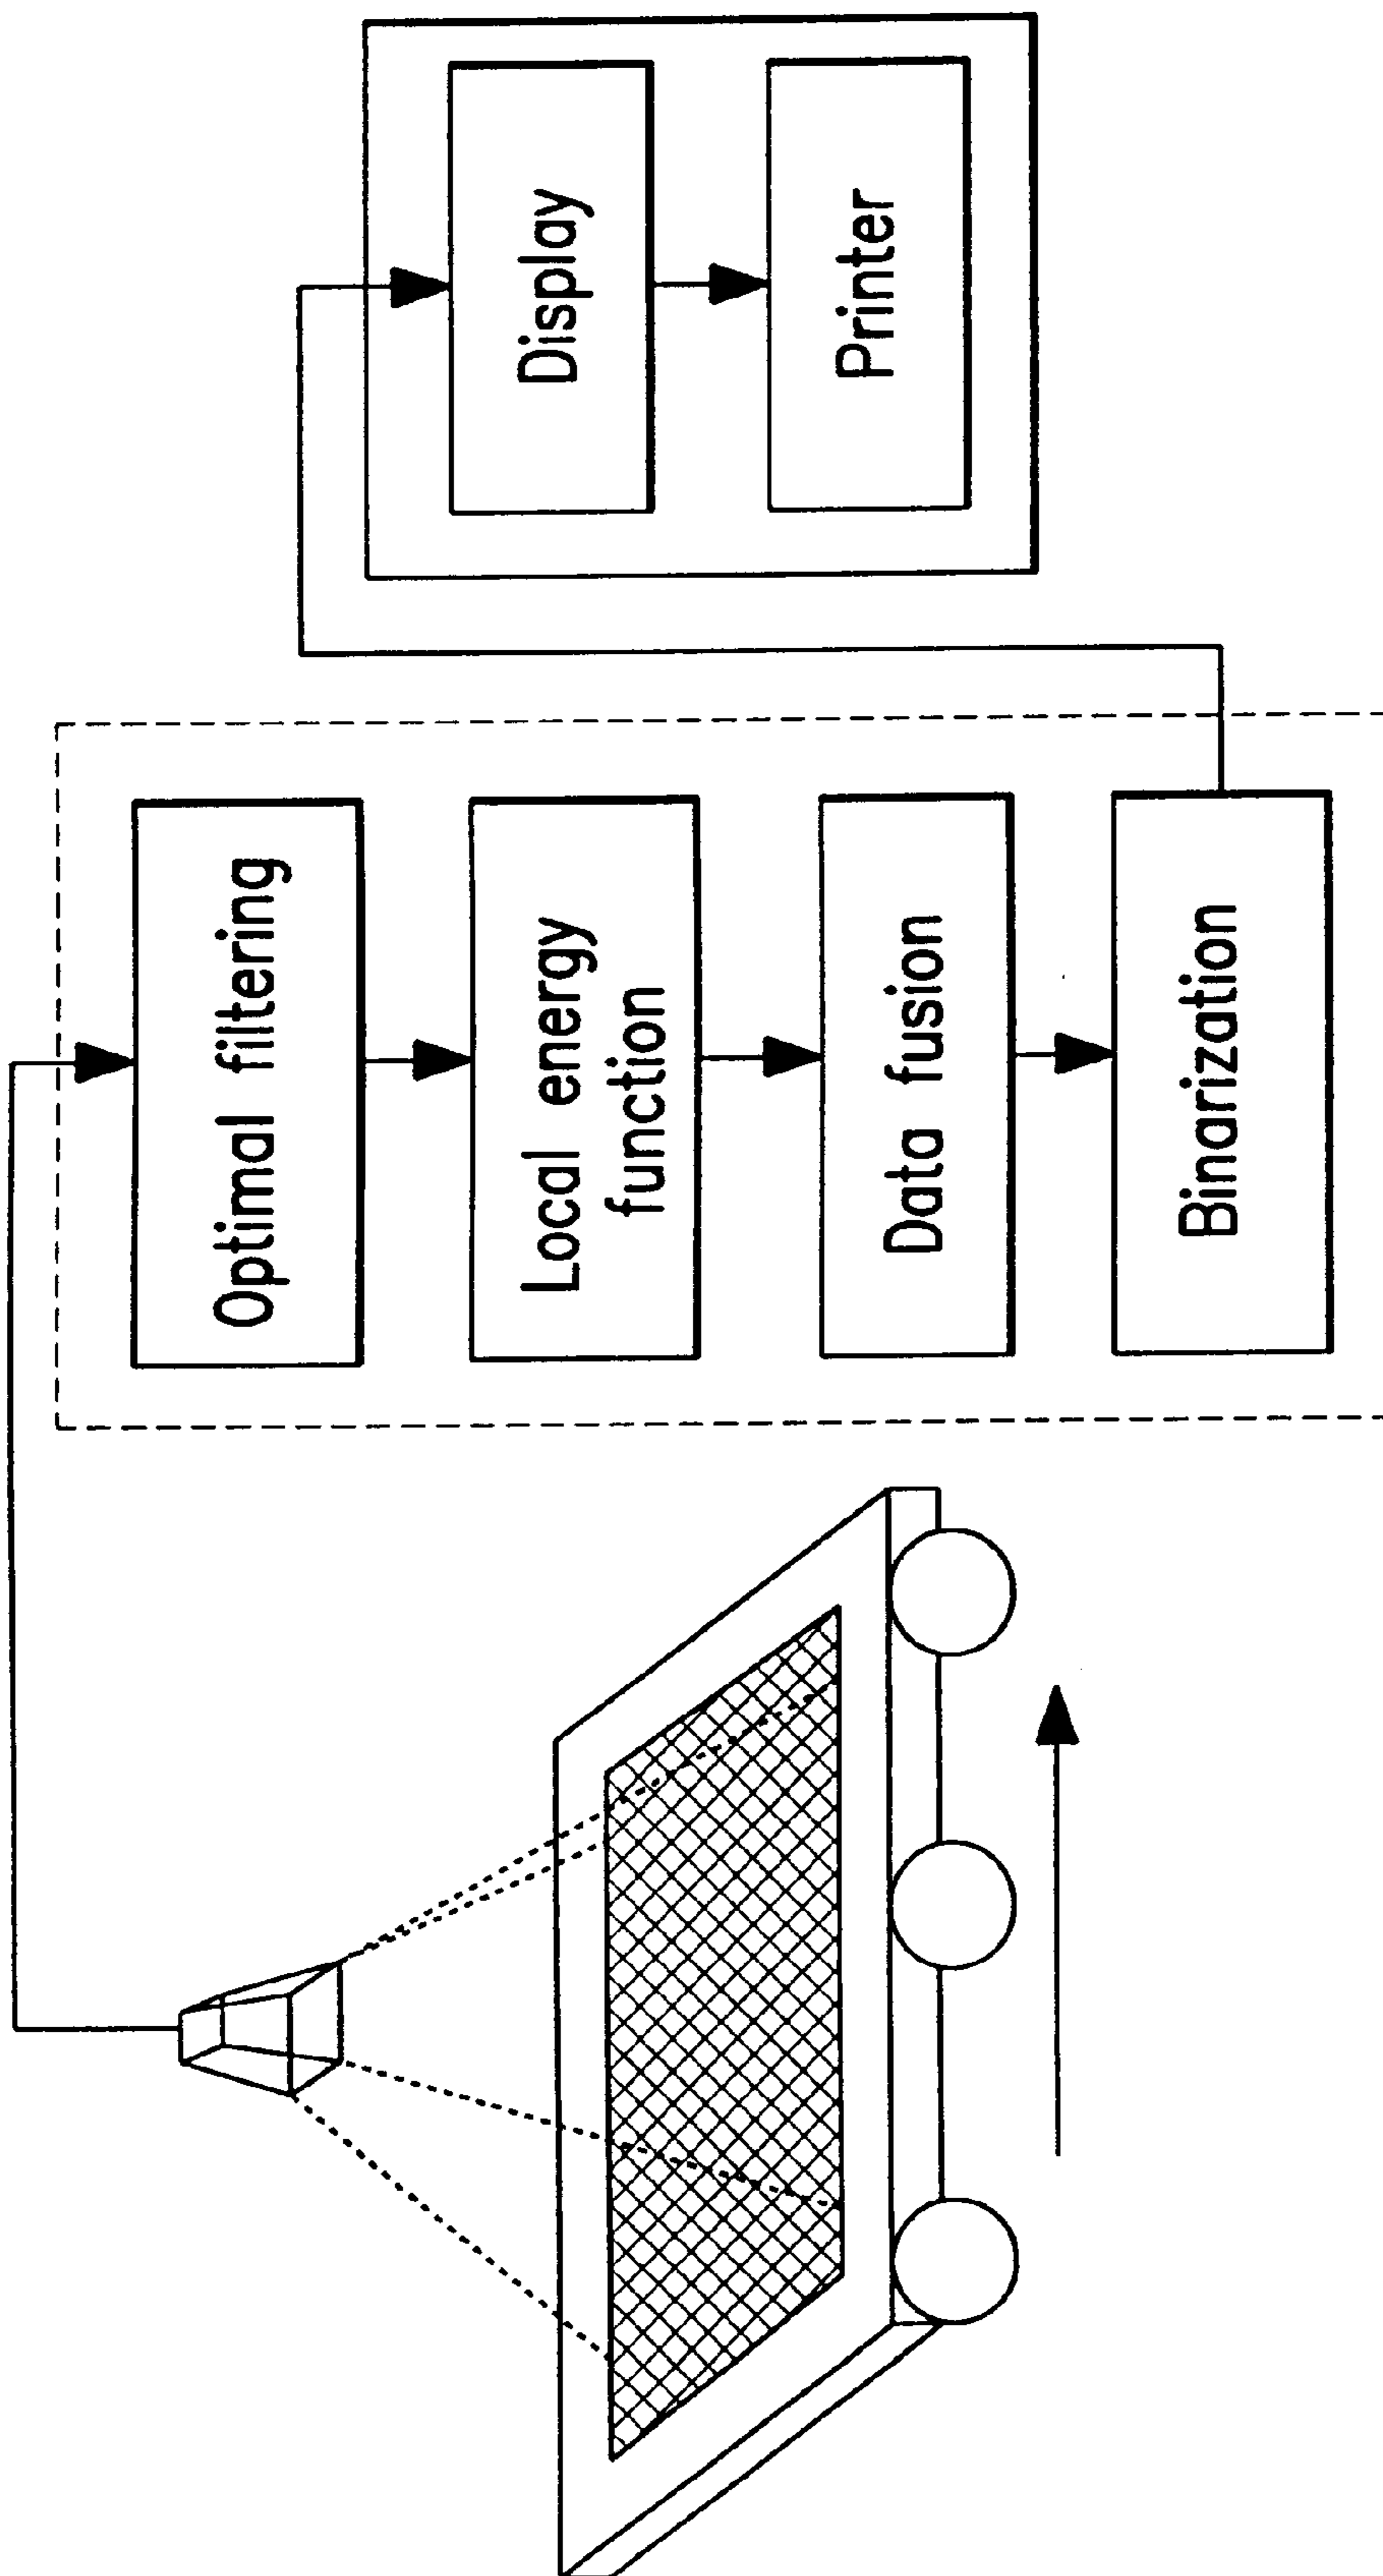 Optimal filtering
Local energy
function
Data fusion
Binarization
Display
Printer